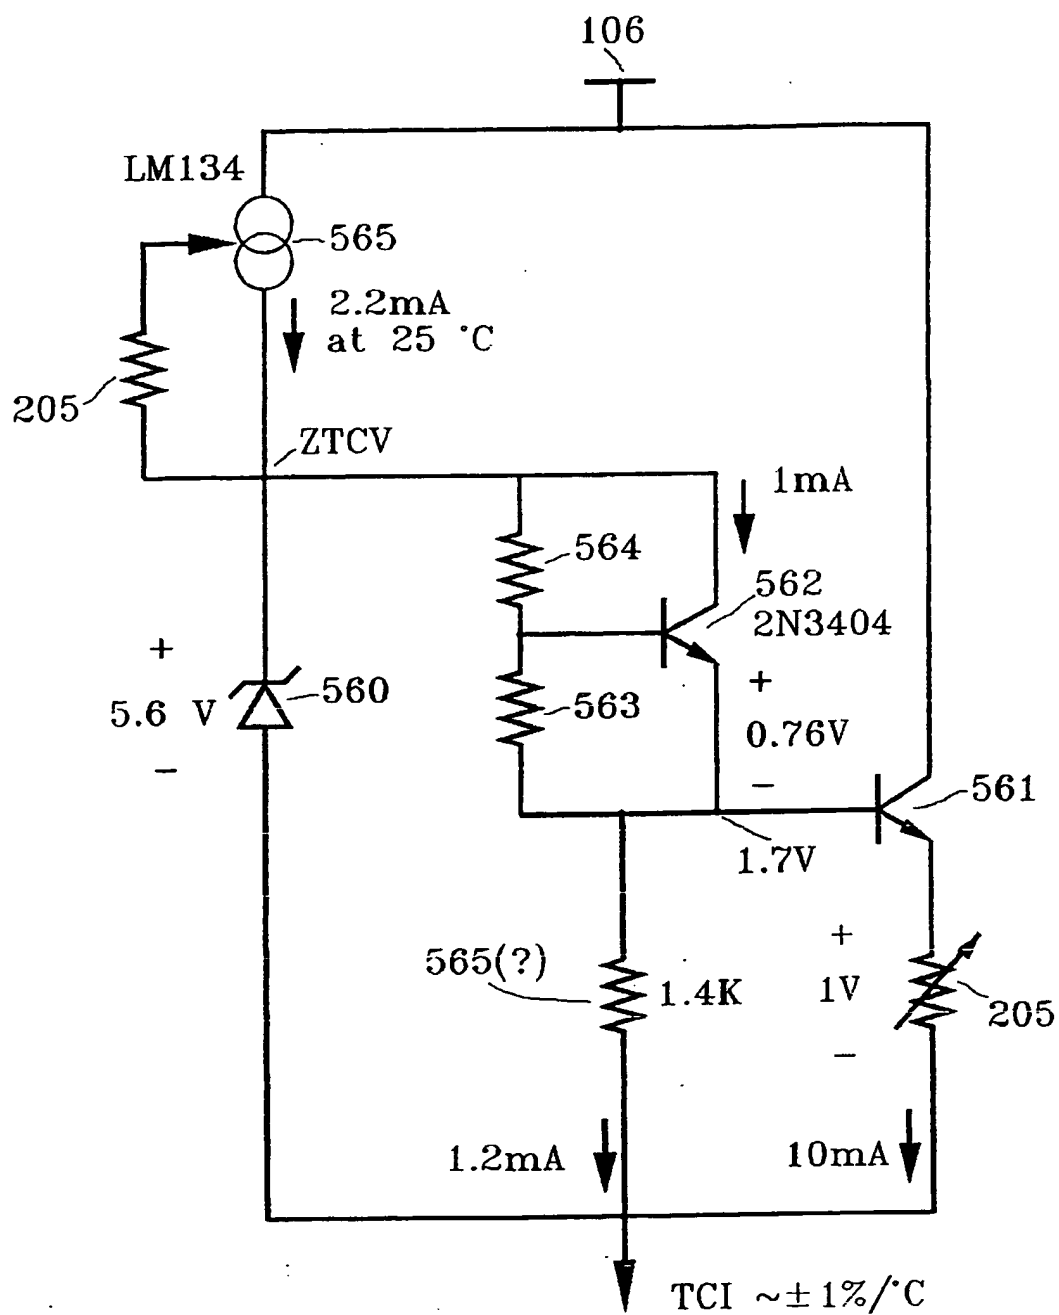 106
LM134
565
2.2mA
at 25 °C
205
ZTCV
1mA
564
562
2N3404
+
5.6 V
−
560
563
+
0.76V
−
561
1.7V
565(?)
1.4K
+
1V
−
205
1.2mA
10mA
TCI ~± 1%/°C